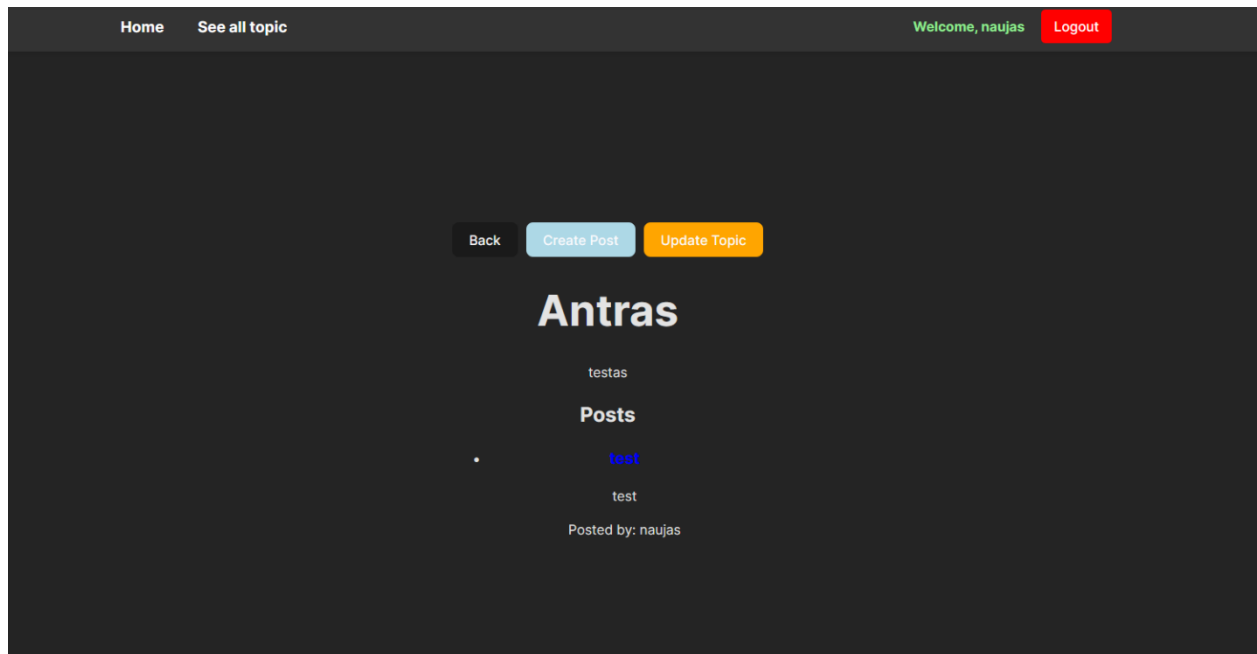 Home See all topic Welcome, naujas Logout
Back Create Post Update Topic
Antras
testas
Posts
test
test
Posted by: naujas